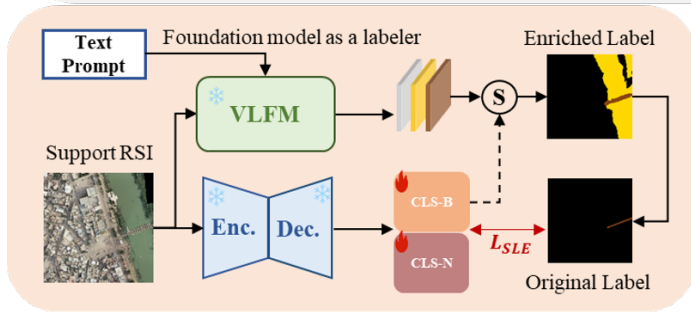 Text
Prompt
Foundation model as a labeler
Enriched Label
VLFM
S
Support RSI
Enc.
Dec.
CLS-B
CLS-N
L_SLE
Original Label